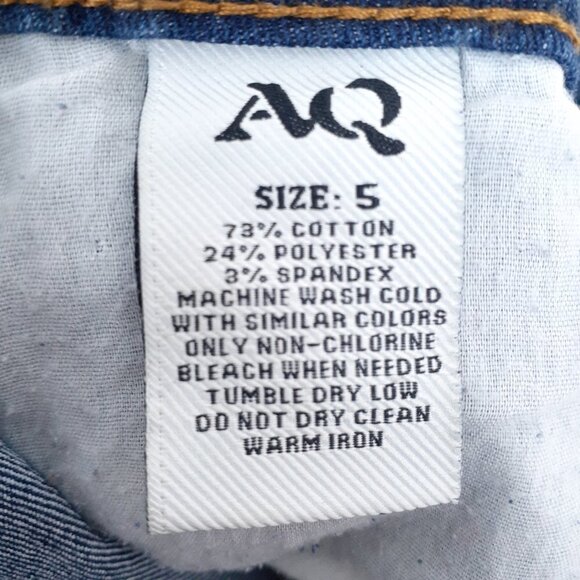 AQ
SIZE: 5
73% COTTON
24% POLYESTER
3% SPANDEX
MACHINE WASH COLD
WITH SIMILAR COLORS
ONLY NON-CHLORINE
BLEACH WHEN NEEDED
TUMBLE DRY LOW
DO NOT DRY CLEAN
WARM IRON